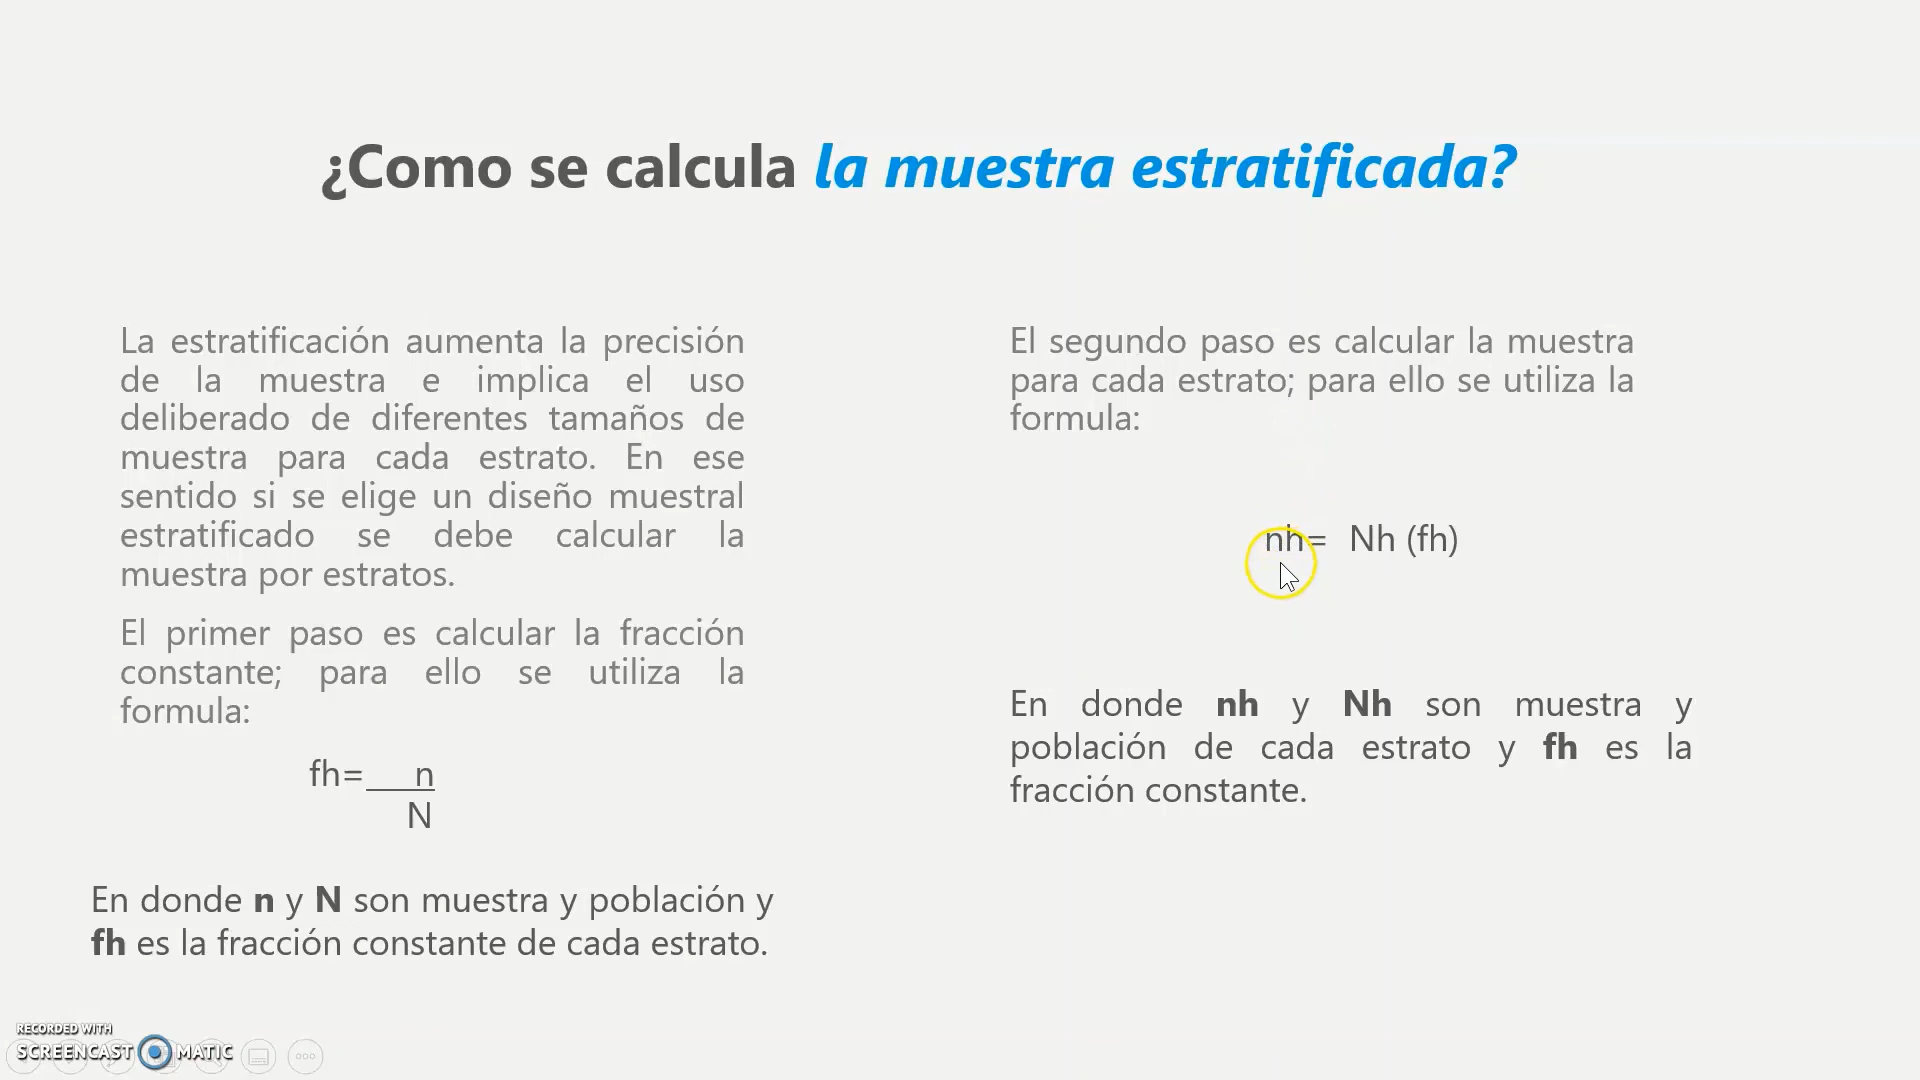 ¿Como se calcula la muestra estratificada?
La estratificación aumenta la precisión
de la muestra e implica el uso
deliberado de diferentes tamaños de
muestra para cada estrato. En ese
sentido si se elige un diseño muestral
estratificado se debe calcular la
muestra por estratos.
El primer paso es calcular la fracción
constante; para ello se utiliza la
formula:
fh= n
N
En donde n y N son muestra y población y
fh es la fracción constante de cada estrato.
El segundo paso es calcular la muestra
para cada estrato; para ello se utiliza la
formula:
nh= Nh (fh)
En donde nh y Nh son muestra y
población de cada estrato y fh es la
fracción constante.
RECORDED WITH
SCREENCAST MATIC